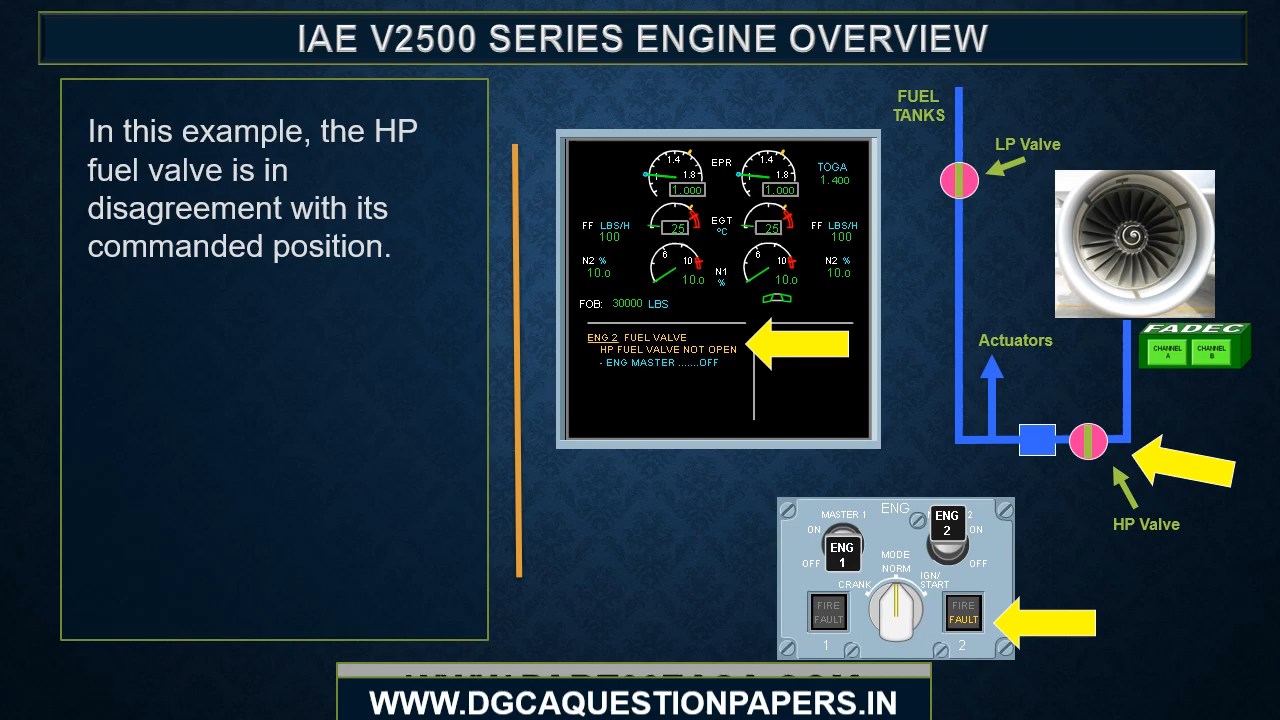 IAE V2500 SERIES ENGINE OVERVIEW
In this example, the HP
fuel valve is in
disagreement with its
commanded position.
1.4
1.8
1.000
EPR
1.4
1.8
1.000
TOGA
1.400
FF LBS/H
100
25
EGT
°C
25
FF LBS/H
100
N2 %
10.0
6
10
10.0
N1
%
6
10
10.0
N2 %
10.0
FOB: 30000 LBS
ENG 2 FUEL VALVE
HP FUEL VALVE NOT OPEN
- ENG MASTER .......OFF
FUEL
TANKS
LP Valve
FADEC
CHANNEL
A
CHANNEL
B
Actuators
HP Valve
MASTER 1
ENG
2
ON
ENG
1
OFF
ENG
2
ON
OFF
MODE
NORM
CRANK
IGN/
START
FIRE
FAULT
1
FIRE
FAULT
2
WWW.DGCAQUESTIONPAPERS.IN